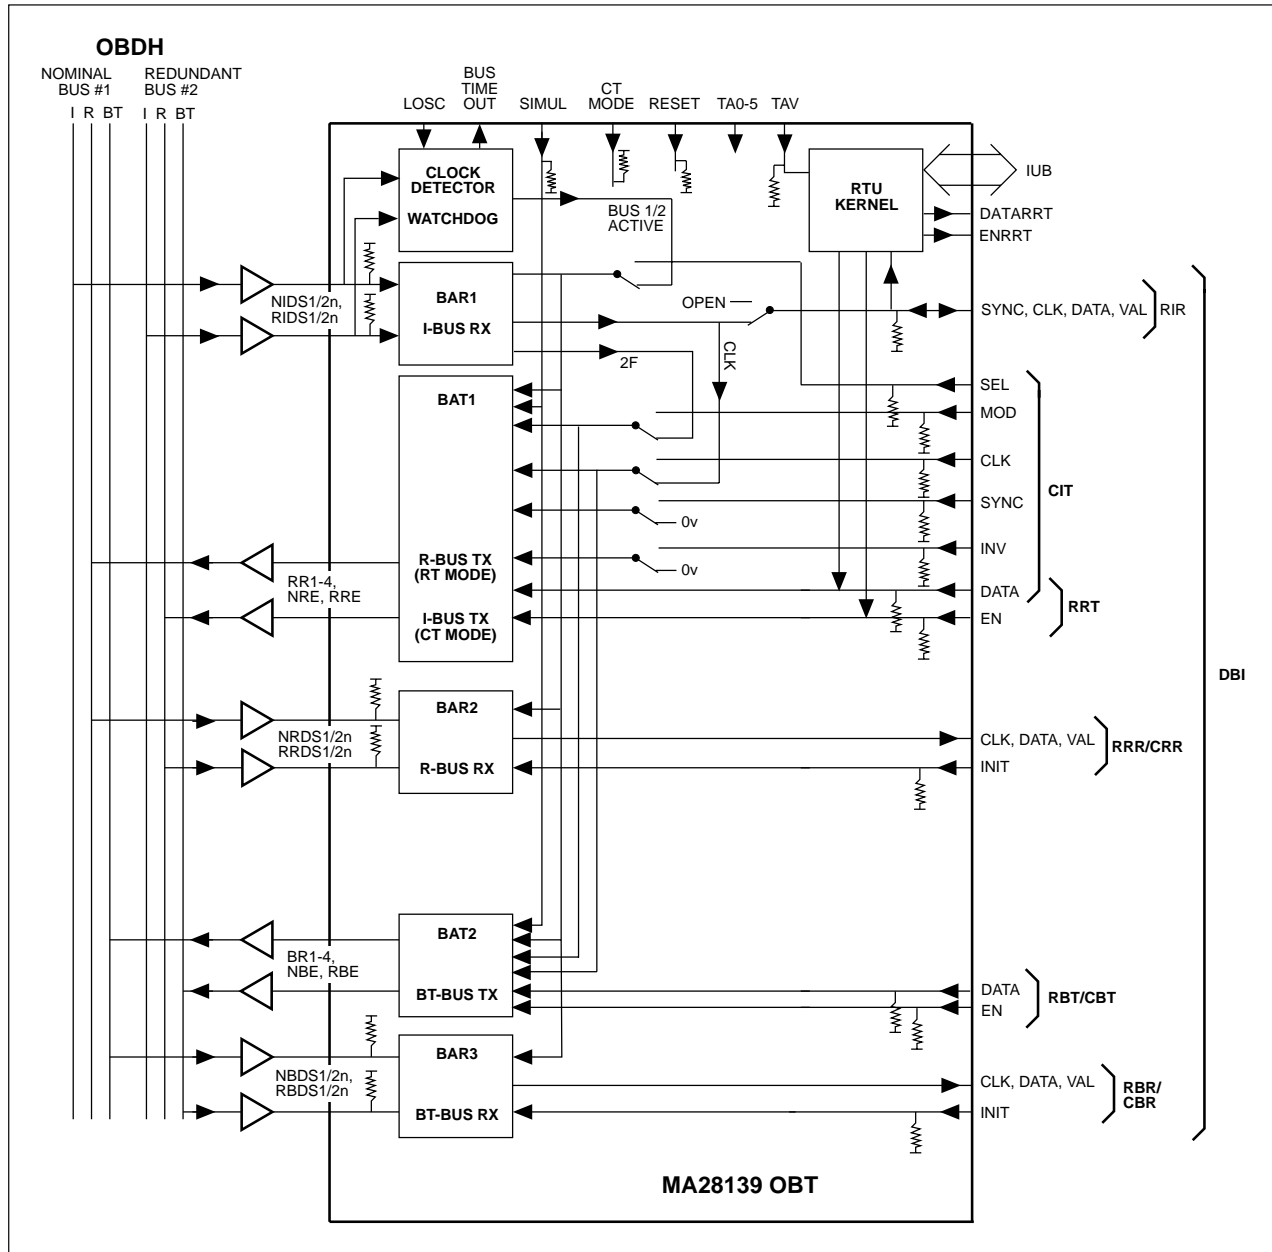 OBDH
NOMINAL
BUS #1
REDUNDANT
BUS #2
I R BT
I R BT
LOSC
BUS
TIME
OUT
SIMUL
CT
MODE
RESET
TA0-5
TAV
CLOCK
DETECTOR
WATCHDOG
BUS 1/2
ACTIVE
RTU
KERNEL
IUB
DATARRT
ENRRT
NIDS1/2n,
RIDS1/2n
BAR1
I-BUS RX
OPEN
SYNC, CLK, DATA, VAL
RIR
2F
CLK
BAT1
SEL
MOD
CLK
SYNC
0v
INV
0v
CIT
R-BUS TX
(RT MODE)
I-BUS TX
(CT MODE)
RR1-4,
NRE, RRE
DATA
EN
RRT
DBI
BAR2
R-BUS RX
NRDS1/2n
RRDS1/2n
CLK, DATA, VAL
INIT
RRR/CRR
BAT2
BT-BUS TX
BR1-4,
NBE, RBE
DATA
EN
RBT/CBT
BAR3
BT-BUS RX
NBDS1/2n,
RBDS1/2n
CLK, DATA, VAL
INIT
RBR/
CBR
MA28139 OBT